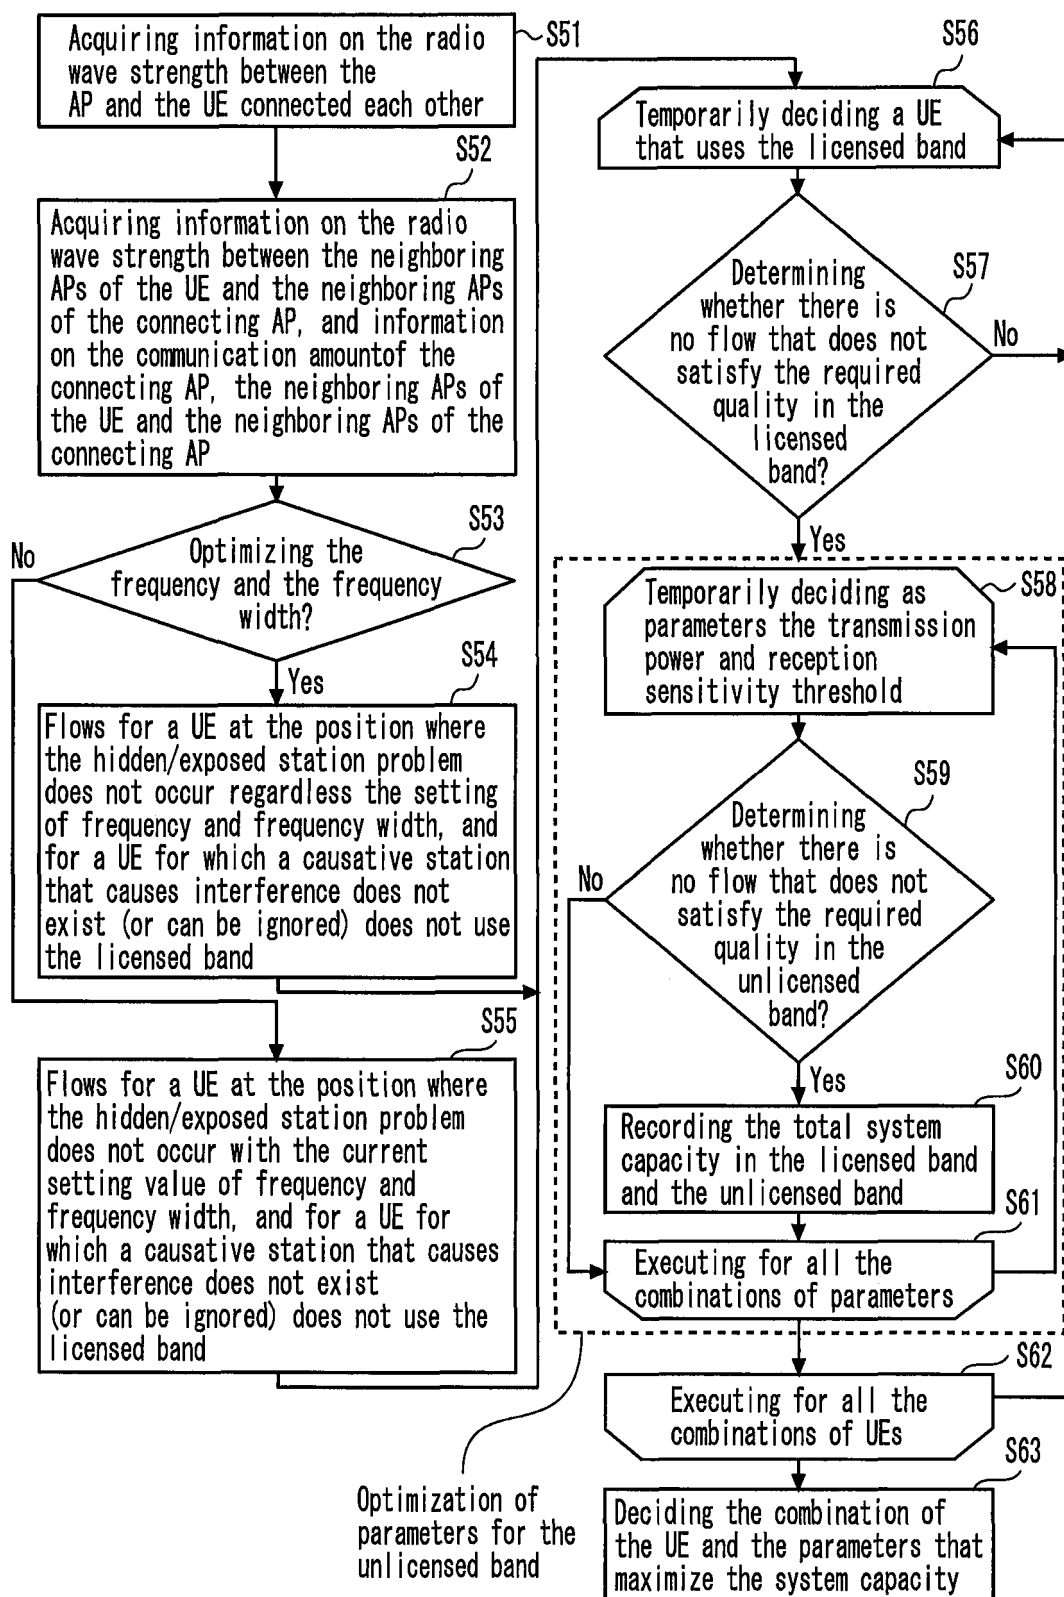 Acquiring information on the radio
wave strength between the
AP and the UE connected each other
S51
S52
Acquiring information on the radio
wave strength between the neighboring
APs of the UE and the neighboring APs
of the connecting AP, and information
on the communication amountof the
connecting AP, the neighboring APs of
the UE and the neighboring APs of the
connecting AP
S53
No
Optimizing the
frequency and the frequency
width?
Yes
S54
Flows for a UE at the position where
the hidden/exposed station problem
does not occur regardless the setting
of frequency and frequency width, and
for a UE for which a causative station
that causes interference does not
exist (or can be ignored) does not use
the licensed band
S55
Flows for a UE at the position where
the hidden/exposed station problem
does not occur with the current
setting value of frequency and
frequency width, and for a UE for
which a causative station that causes
interference does not exist
(or can be ignored) does not use the
licensed band
S56
Temporarily deciding a UE
that uses the licensed band
S57
Determining
whether there is
no flow that does not
satisfy the required
quality in the
licensed
band?
No
Yes
S58
Temporarily deciding as
parameters the transmission
power and reception
sensitivity threshold
S59
Determining
whether there is
no flow that does not
satisfy the required
quality in the
unlicensed
band?
No
Yes
S60
Recording the total system
capacity in the licensed band
and the unlicensed band
S61
Executing for all the
combinations of parameters
S62
Executing for all the
combinations of UEs
S63
Deciding the combination of
the UE and the parameters that
maximize the system capacity
Optimization of
parameters for the
unlicensed band